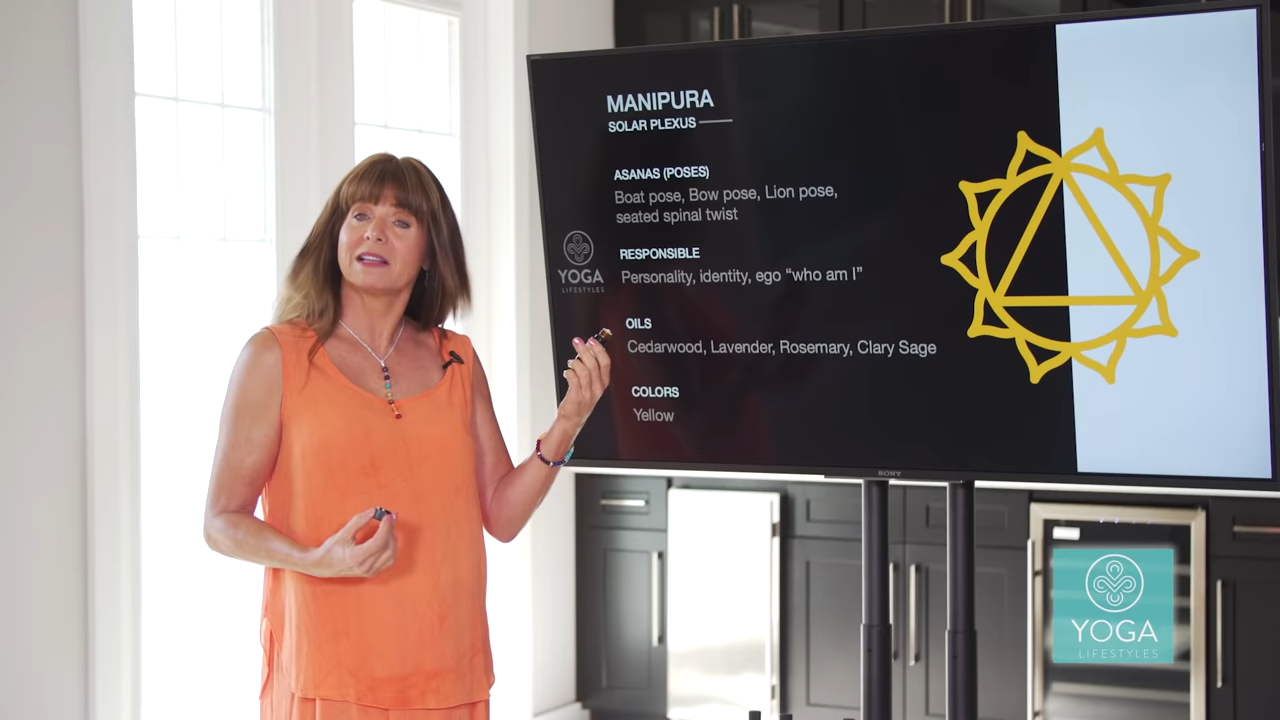 MANIPURA
SOLAR PLEXUS
ASANAS (POSES)
Boat pose, Bow pose, Lion pose,
seated spinal twist
RESPONSIBLE
Personality, identity, ego “who am I”
YOGA
LIFESTYLES
OILS
Cedarwood, Lavender, Rosemary, Clary Sage
COLORS
Yellow
SONY
YOGA
LIFESTYLES